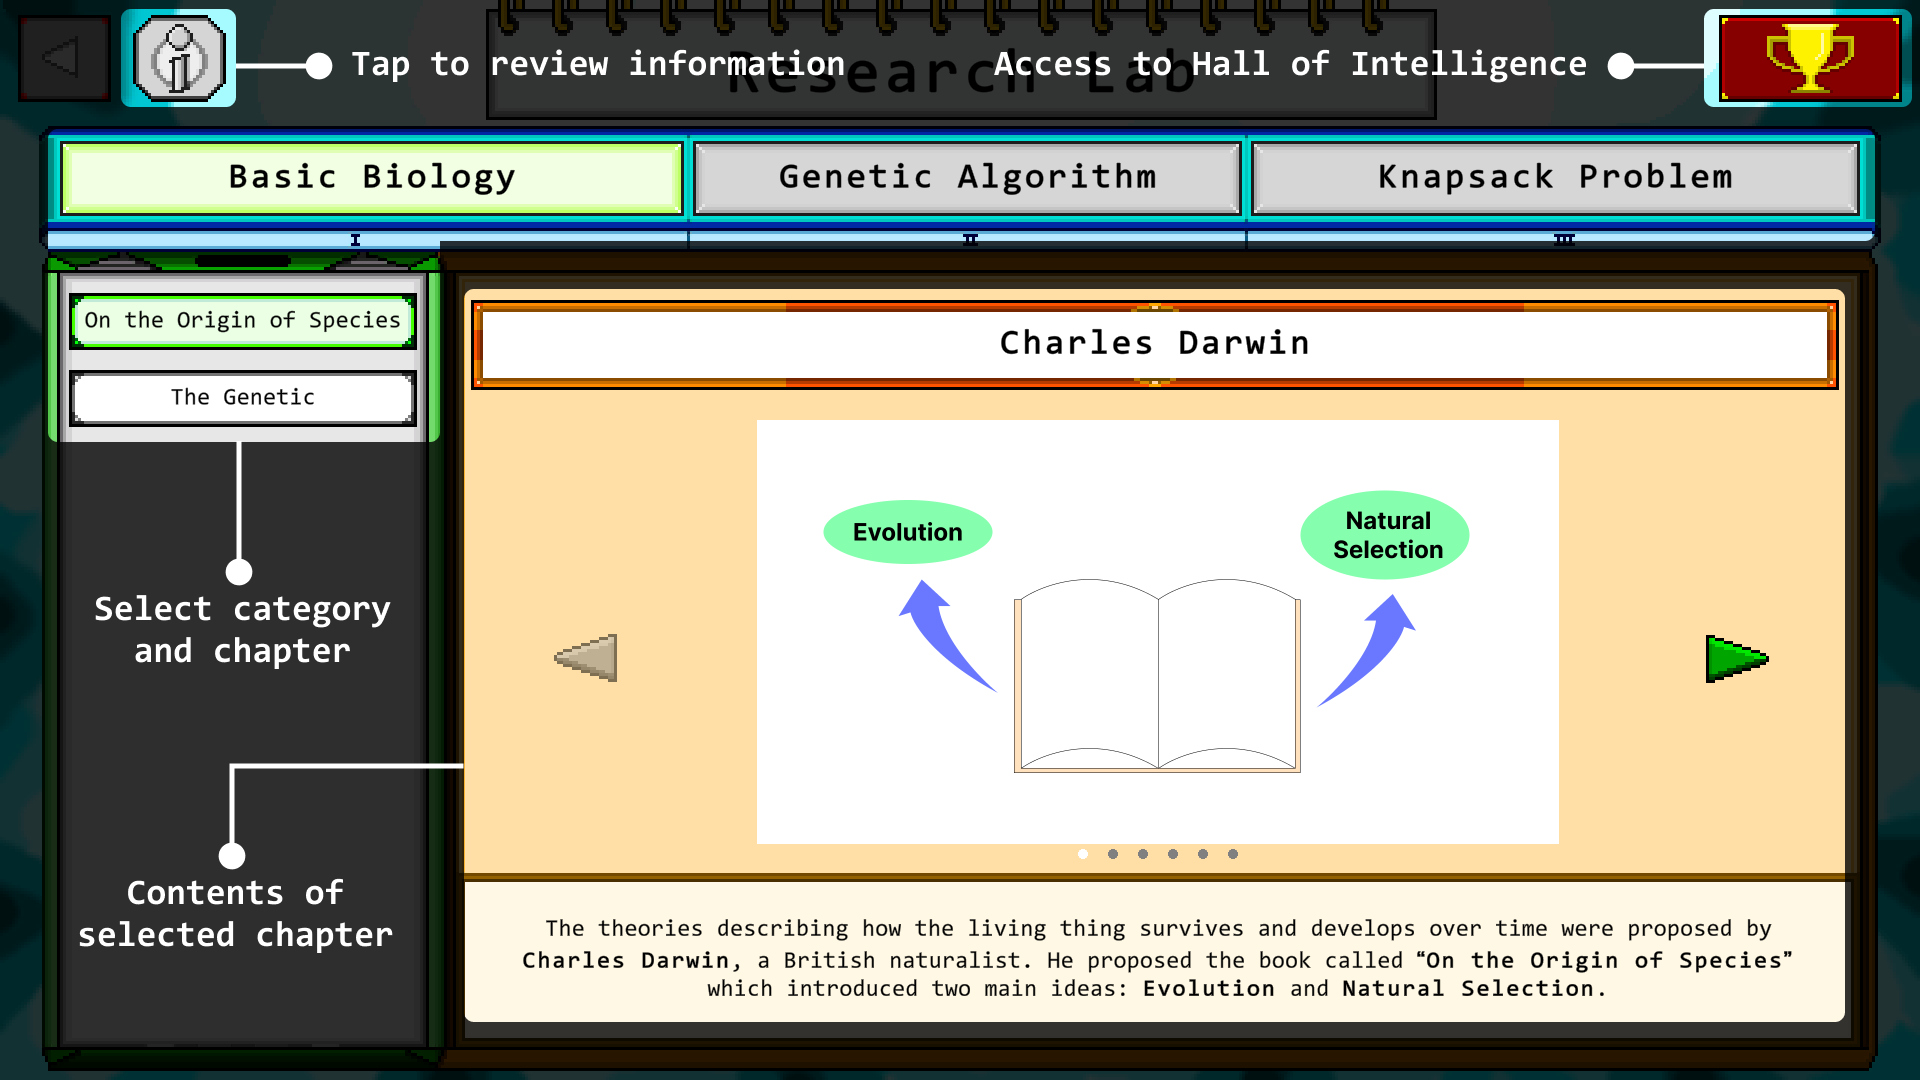 Research Lab
Tap to review information
Access to Hall of Intelligence
Basic Biology
Genetic Algorithm
Knapsack Problem
I
II
III
On the Origin of Species
The Genetic
Charles Darwin
Evolution
Natural
Selection
Select category
and chapter
Contents of
selected chapter
The theories describing how the living thing survives and develops over time were proposed by
Charles Darwin, a British naturalist. He proposed the book called “On the Origin of Species”
which introduced two main ideas: Evolution and Natural Selection.